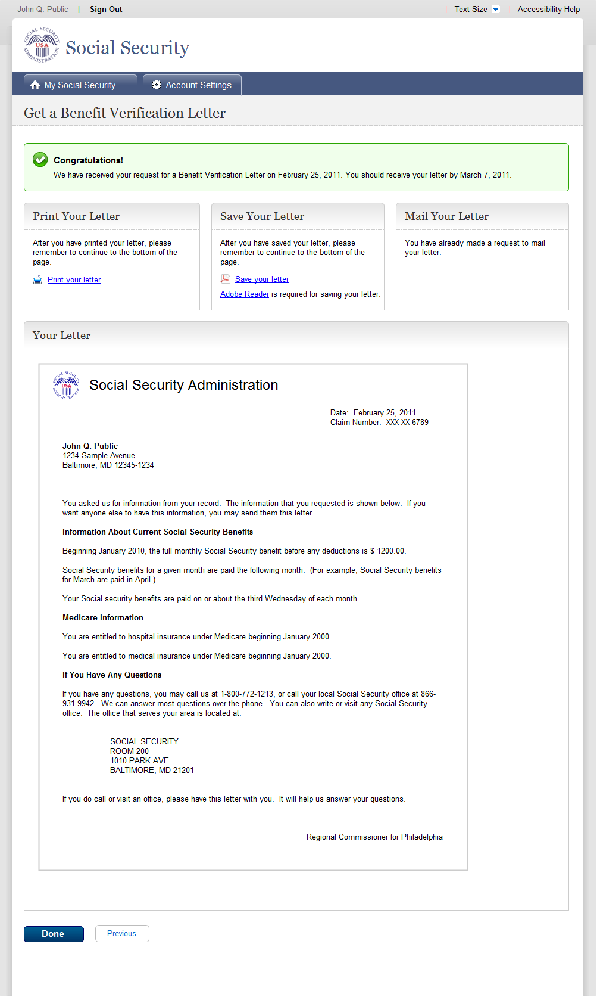 John Q. Public | Sign Out
Text Size
Accessibility Help
SOCIAL SECURITY ADMINISTRATION
USA
Social Security
My Social Security
Account Settings
Get a Benefit Verification Letter
Congratulations!
We have received your request for a Benefit Verification Letter on February 25, 2011. You should receive your letter by March 7, 2011.
Print Your Letter
After you have printed your letter, please
remember to continue to the bottom of the
page.
Print your letter
Save Your Letter
After you have saved your letter, please
remember to continue to the bottom of the
page.
Save your letter
Adobe Reader is required for saving your letter.
Mail Your Letter
You have already made a request to mail
your letter.
Your Letter
SOCIAL SECURITY ADMINISTRATION
USA
Social Security Administration
Date:  February 25, 2011
Claim Number:  XXX-XX-6789
John Q. Public
1234 Sample Avenue
Baltimore, MD 12345-1234
You asked us for information from your record.  The information that you requested is shown below.  If you
want anyone else to have this information, you may send them this letter.
Information About Current Social Security Benefits
Beginning January 2010, the full monthly Social Security benefit before any deductions is $ 1200.00.
Social Security benefits for a given month are paid the following month.  (For example, Social Security benefits
for March are paid in April.)
Your Social security benefits are paid on or about the third Wednesday of each month.
Medicare Information
You are entitled to hospital insurance under Medicare beginning January 2000.
You are entitled to medical insurance under Medicare beginning January 2000.
If You Have Any Questions
If you have any questions, you may call us at 1-800-772-1213, or call your local Social Security office at 866-
931-9942.  We can answer most questions over the phone.  You can also write or visit any Social Security
office.  The office that serves your area is located at:
SOCIAL SECURITY
ROOM 200
1010 PARK AVE
BALTIMORE, MD 21201
If you do call or visit an office, please have this letter with you.  It will help us answer your questions.
Regional Commissioner for Philadelphia
Done
Previous